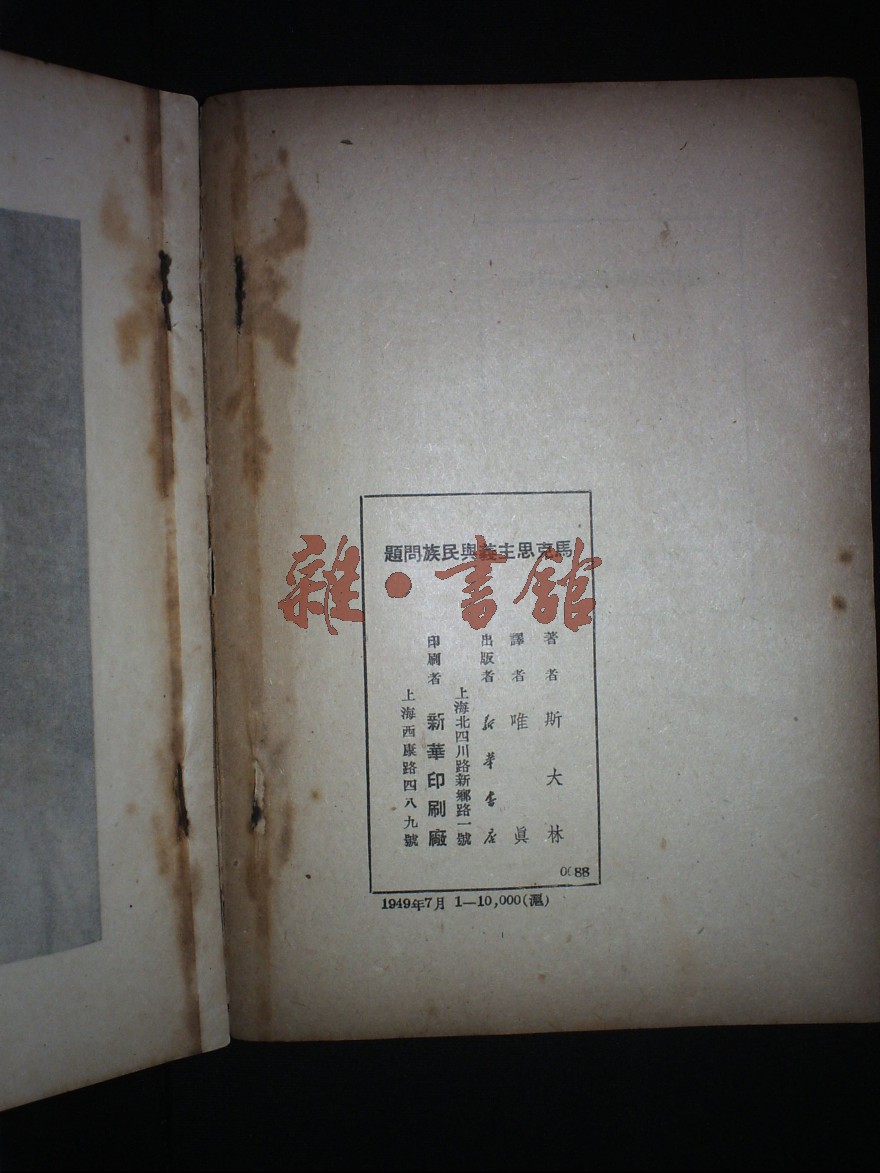 馬克思主義與民族問題
著者 斯大林
譯者 唯眞
出版者 新華書店
上海北四川路新鄉路一號
印刷者 新華印刷廠
上海西康路四八九號
0088
1949年7月 1—10,000(滬)
雜·書館